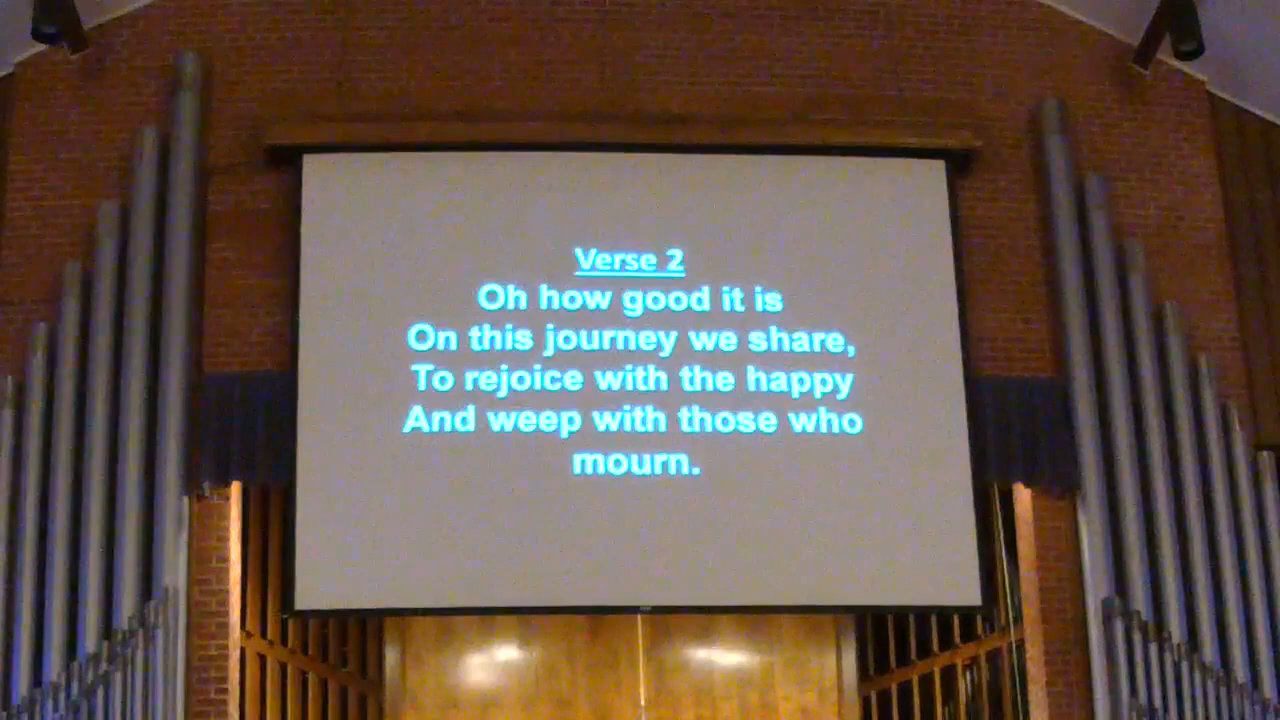 Verse 2
Oh how good it is
On this journey we share,
To rejoice with the happy
And weep with those who
mourn.